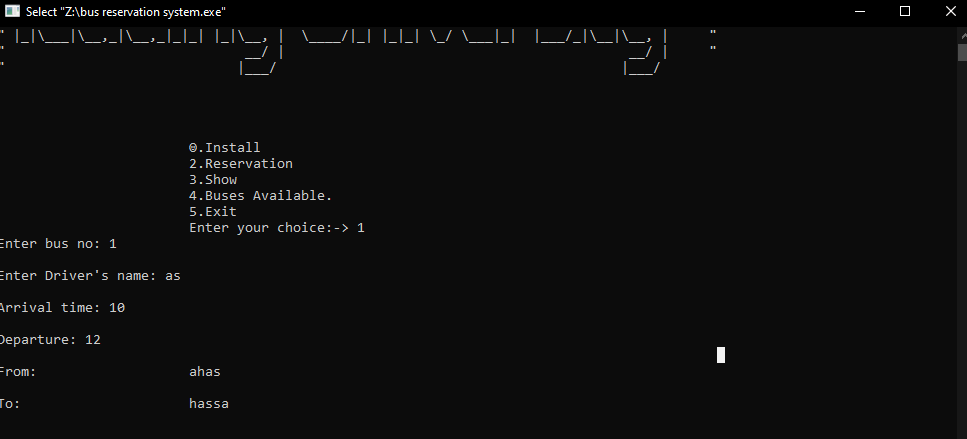 Select "Z:\bus reservation system.exe"
" |_|\___|\__,_|\__,_|_|_| |_|\__, |  \____/|_| |_|_| \_/ \___|_|  |___/_|\__|\__, |     "
"                              __/ |                                           __/ |     "
"                             |___/                                           |___/
☺.Install
2.Reservation
3.Show
4.Buses Available.
5.Exit
Enter your choice:-> 1
Enter bus no: 1
Enter Driver's name: as
Arrival time: 10
Departure: 12
From: ahas
To: hassa